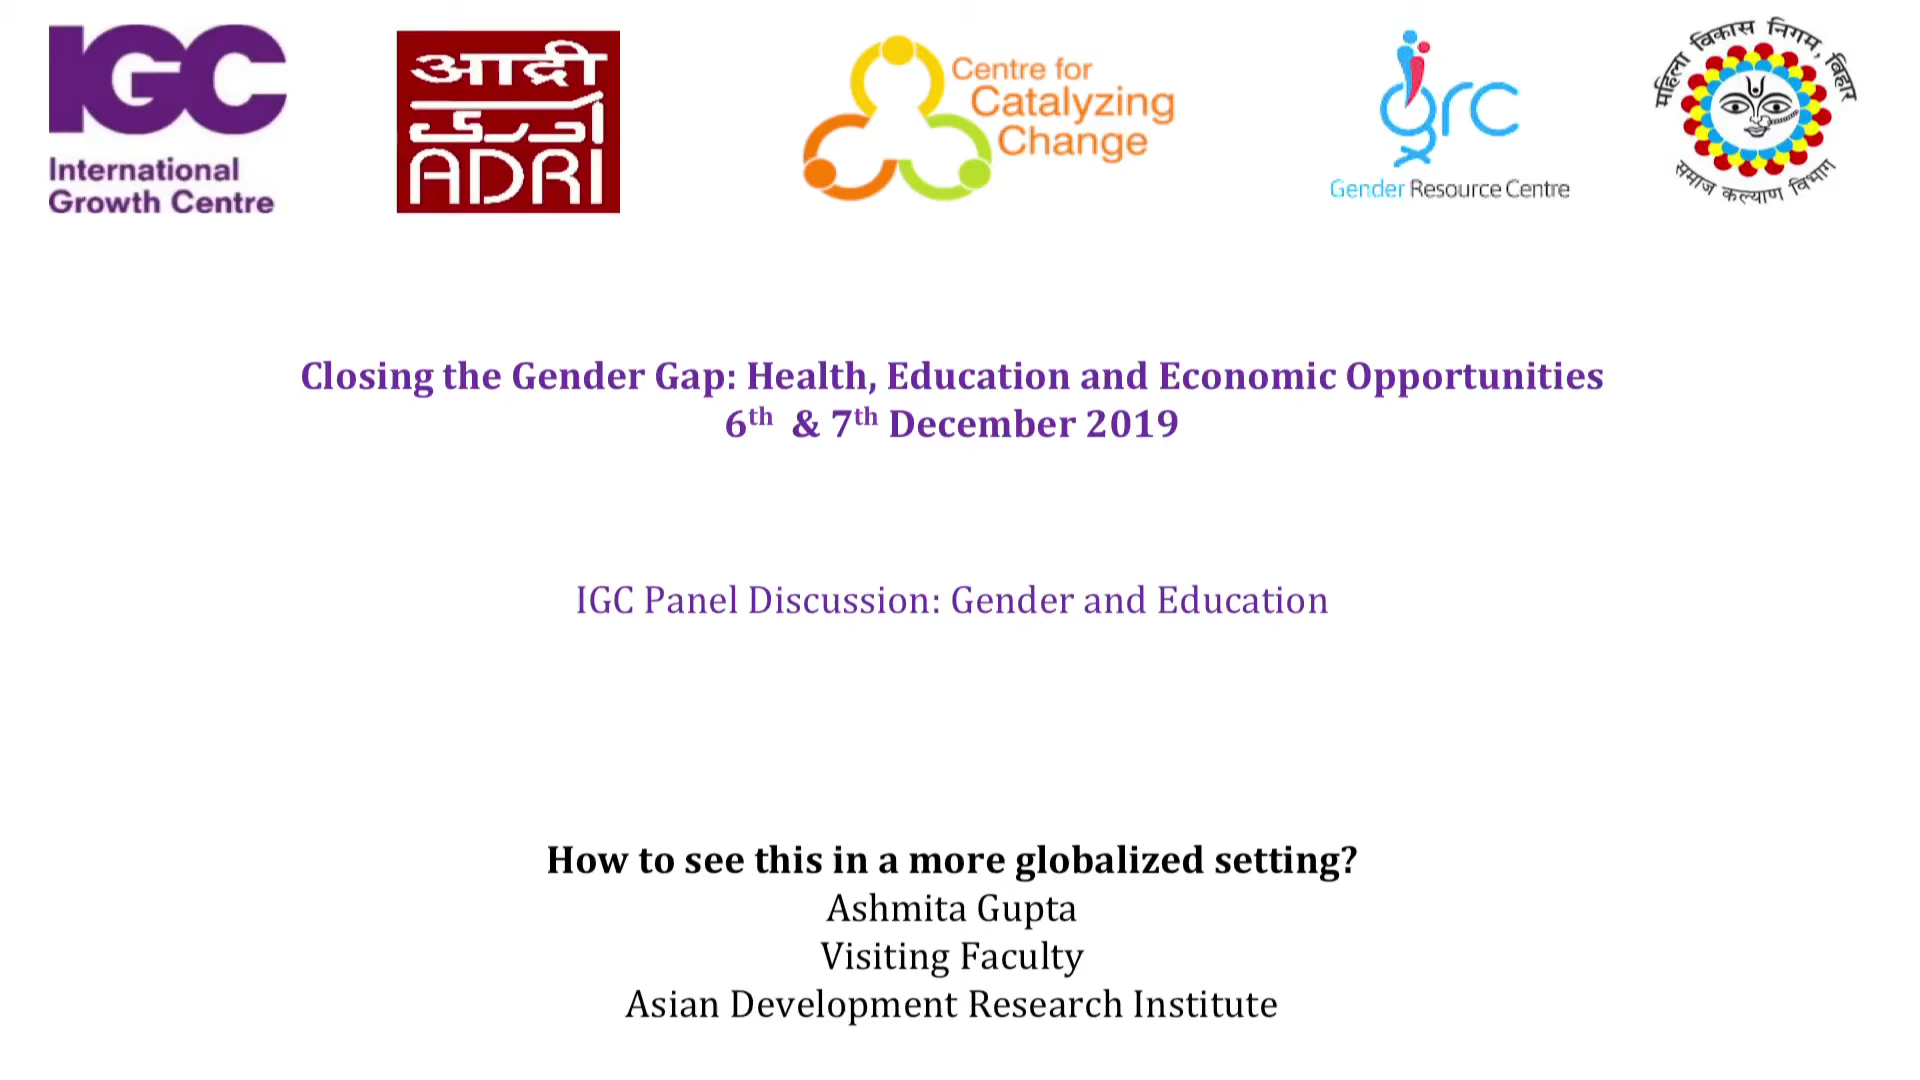 IGC
International
Growth Centre
आद्री
ادری
ADRI
Centre for
Catalyzing
Change
grc
Gender Resource Centre
महिला विकास निगम, बिहार
समाज कल्याण विभाग
Closing the Gender Gap: Health, Education and Economic Opportunities
6th & 7th December 2019
IGC Panel Discussion: Gender and Education
How to see this in a more globalized setting?
Ashmita Gupta
Visiting Faculty
Asian Development Research Institute